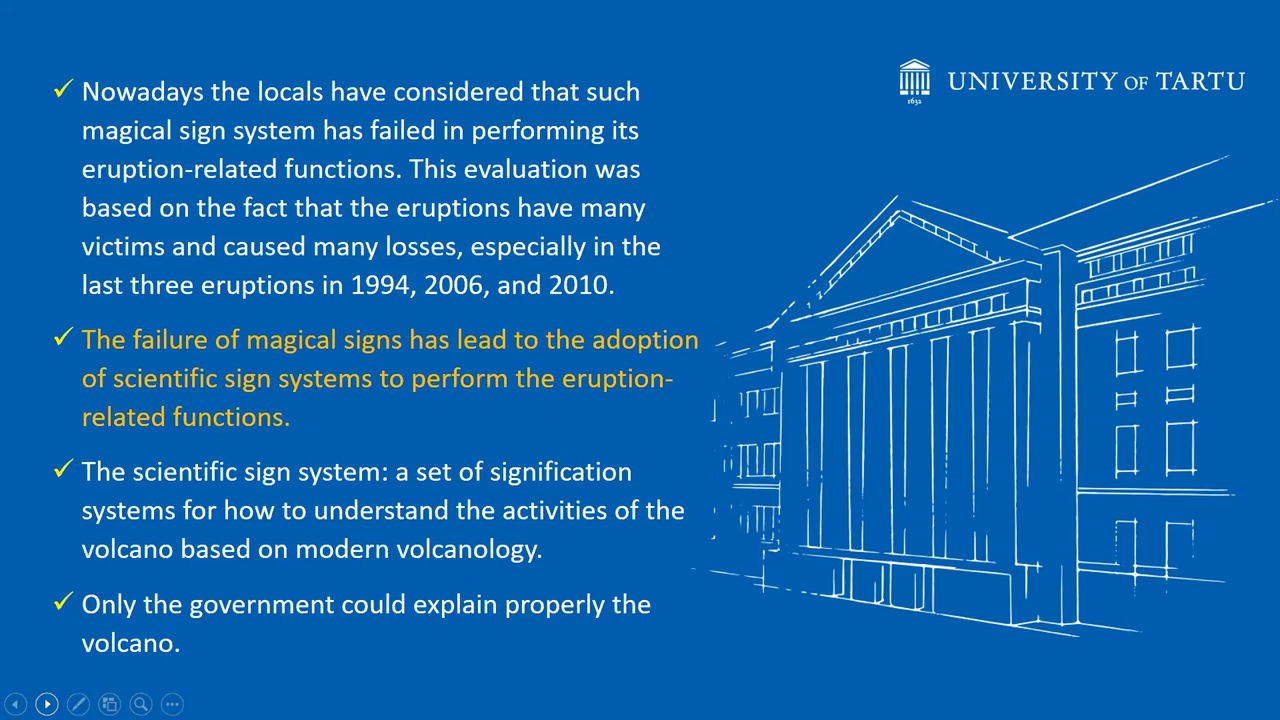 Nowadays the locals have considered that such
magical sign system has failed in performing its
eruption-related functions. This evaluation was
based on the fact that the eruptions have many
victims and caused many losses, especially in the
last three eruptions in 1994, 2006, and 2010.
The failure of magical signs has lead to the adoption
of scientific sign systems to perform the eruption-
related functions.
The scientific sign system: a set of signification
systems for how to understand the activities of the
volcano based on modern volcanology.
Only the government could explain properly the
volcano.
UNIVERSITY OF TARTU
1632